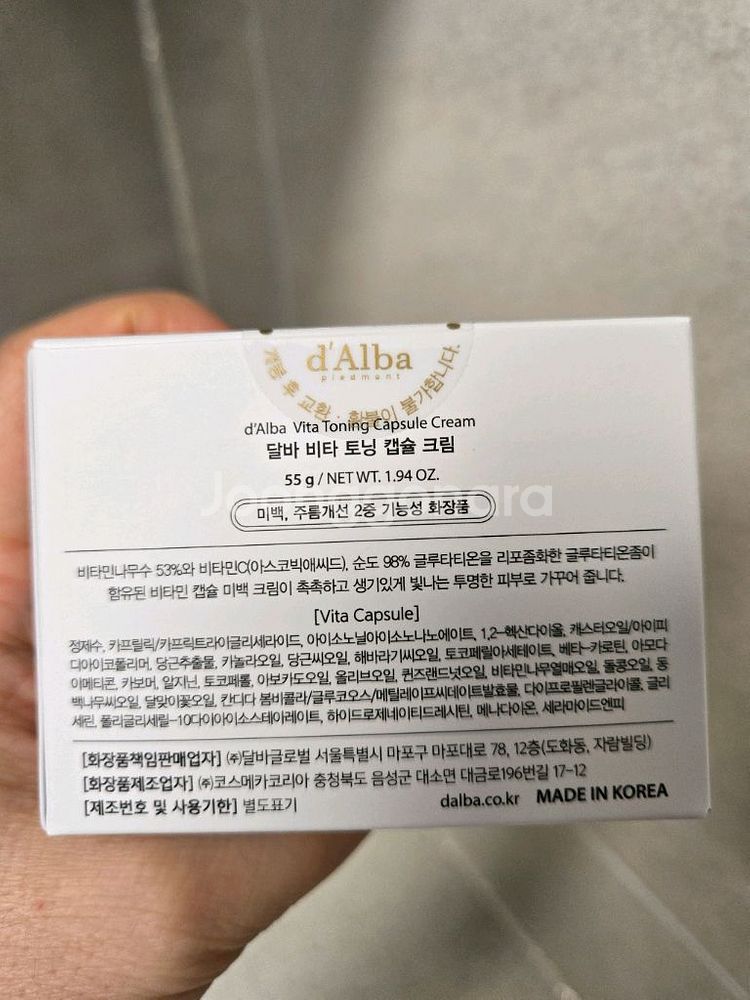 d'Alba
piedmont
개봉 후 교환 · 환불이 불가합니다.
d'Alba Vita Toning Capsule Cream
달바 비타 토닝 캡슐 크림
55 g / NET WT. 1.94 OZ.
Joonggonara
미백, 주름개선 2중 기능성 화장품
비타민나무수 53%와 비타민C(아스코빅애씨드), 순도 98% 글루타티온을 리포좀화한 글루타티온좀이
함유된 비타민 캡슐 미백 크림이 촉촉하고 생기있게 빛나는 투명한 피부로 가꾸어 줍니다.
[Vita Capsule]
정제수, 카프릴릭/카프릭트라이글리세라이드, 아이소노닐아이소노나노에이트, 1,2-헥산다이올, 캐스터오일/아이피
디아이코폴리머, 당근추출물, 카놀라오일, 당근씨오일, 해바라기씨오일, 토코페릴아세테이트, 베타-카로틴, 아모다
이메티콘, 카보머, 알지닌, 토코페롤, 아보카도오일, 올리브오일, 퀸즈랜드넛오일, 비타민나무열매오일, 돌콩오일, 동
백나무씨오일, 달맞이꽃오일, 칸디다 봄비콜라/글루코오스/메틸레이프씨데이트발효물, 다이프로필렌글라이콜, 글리
세린, 폴리글리세릴-10다이아이소스테아레이트, 하이드로제네이티드레시틴, 메나다이온, 세라마이드엔피
[화장품책임판매업자] ㈜달바글로벌 서울특별시 마포구 마포대로 78, 12층(도화동, 자람빌딩)
[화장품제조업자] ㈜코스메카코리아 충청북도 음성군 대소면 대금로196번길 17-12
[제조번호 및 사용기한] 별도표기
dalba.co.kr MADE IN KOREA